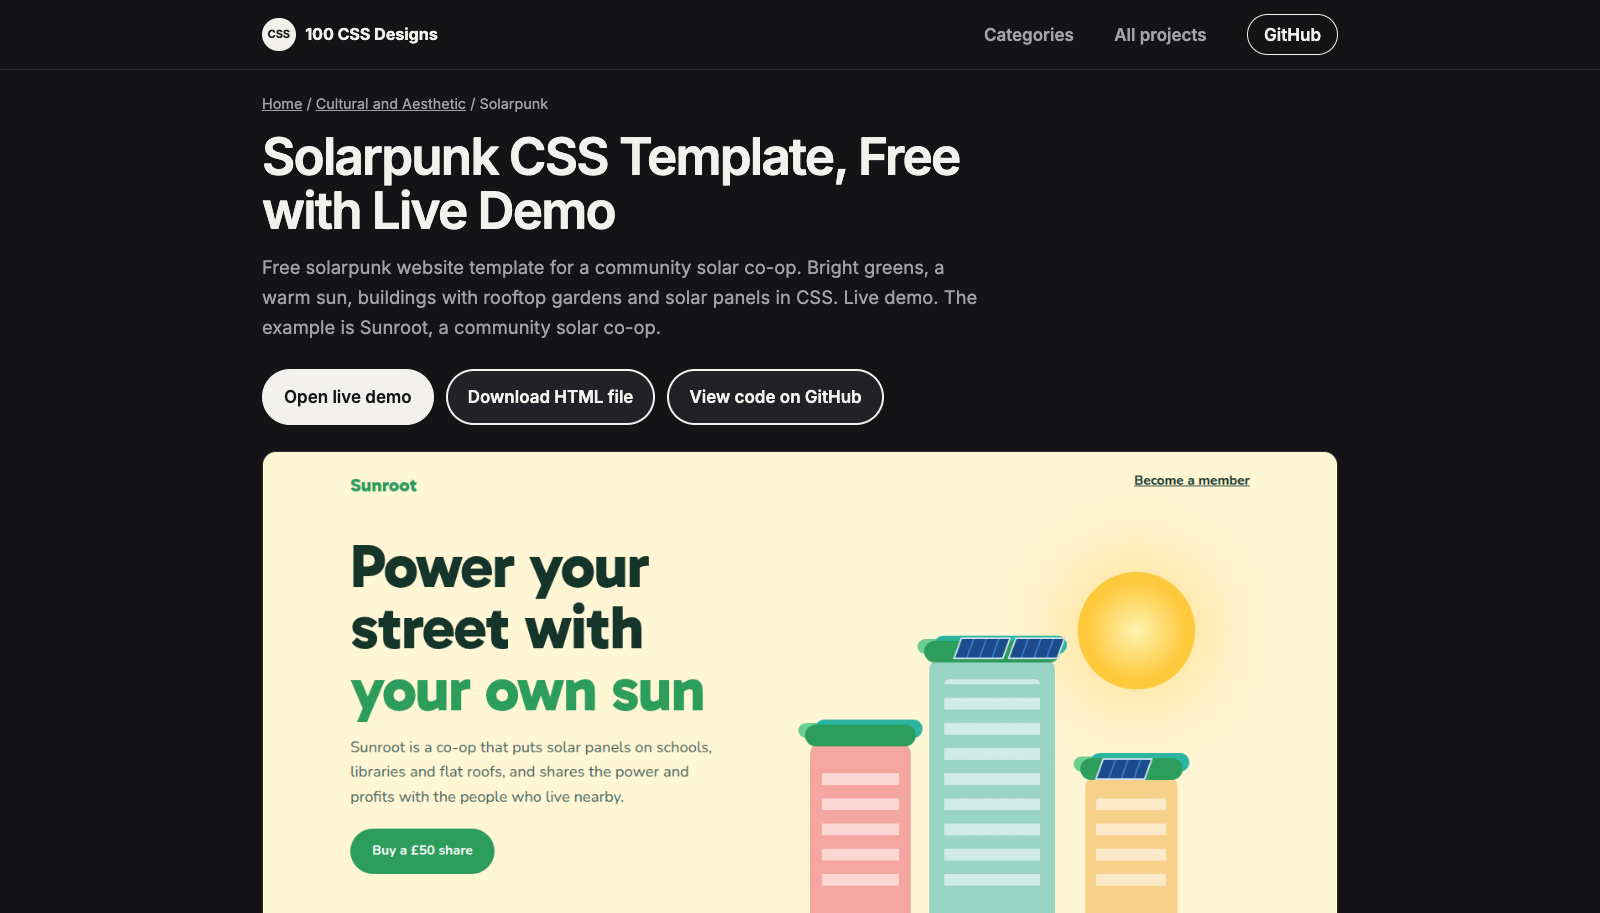 CSS 100 CSS Designs
Categories
All projects
GitHub
Home / Cultural and Aesthetic / Solarpunk
Solarpunk CSS Template, Free
with Live Demo
Free solarpunk website template for a community solar co-op. Bright greens, a
warm sun, buildings with rooftop gardens and solar panels in CSS. Live demo. The
example is Sunroot, a community solar co-op.
Open live demo
Download HTML file
View code on GitHub
Sunroot
Become a member
Power your
street with
your own sun
Sunroot is a co-op that puts solar panels on schools,
libraries and flat roofs, and shares the power and
profits with the people who live nearby.
Buy a £50 share